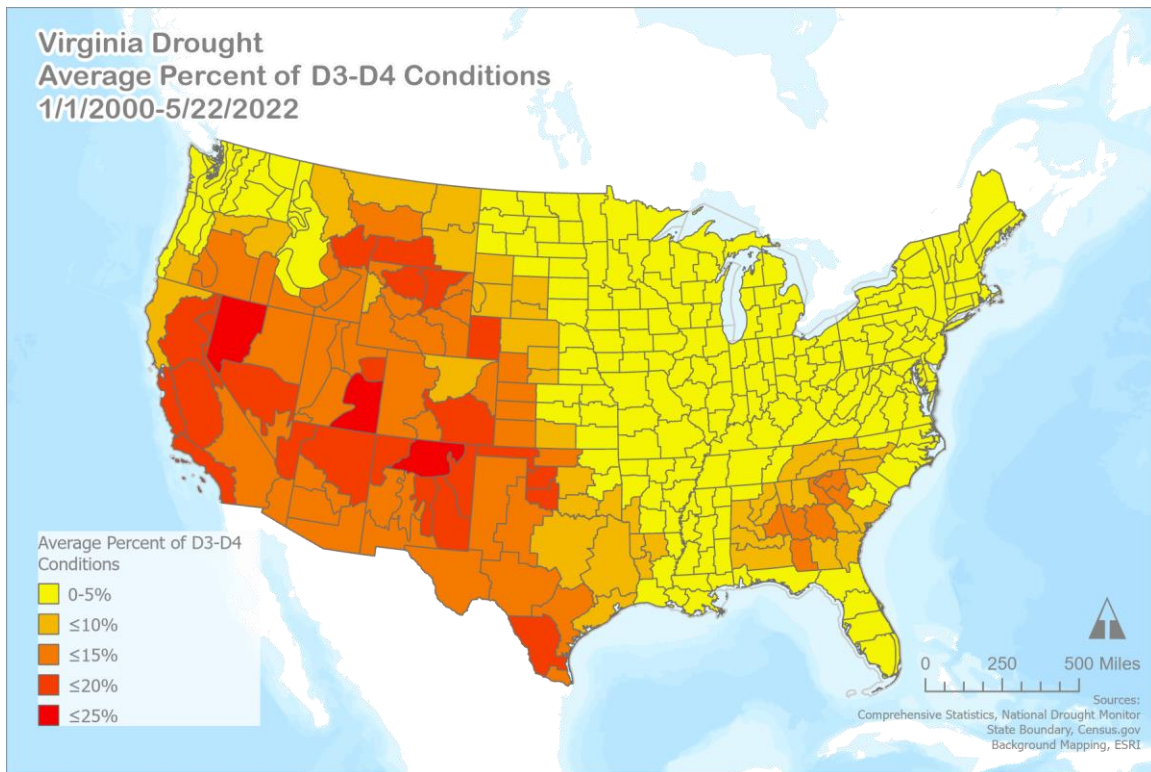 Virginia Drought
Average Percent of D3-D4 Conditions
1/1/2000-5/22/2022
Average Percent of D3-D4
Conditions
0-5%
≤10%
≤15%
≤20%
≤25%
0 250 500 Miles
Sources:
Comprehensive Statistics, National Drought Monitor
State Boundary, Census.gov
Background Mapping, ESRI